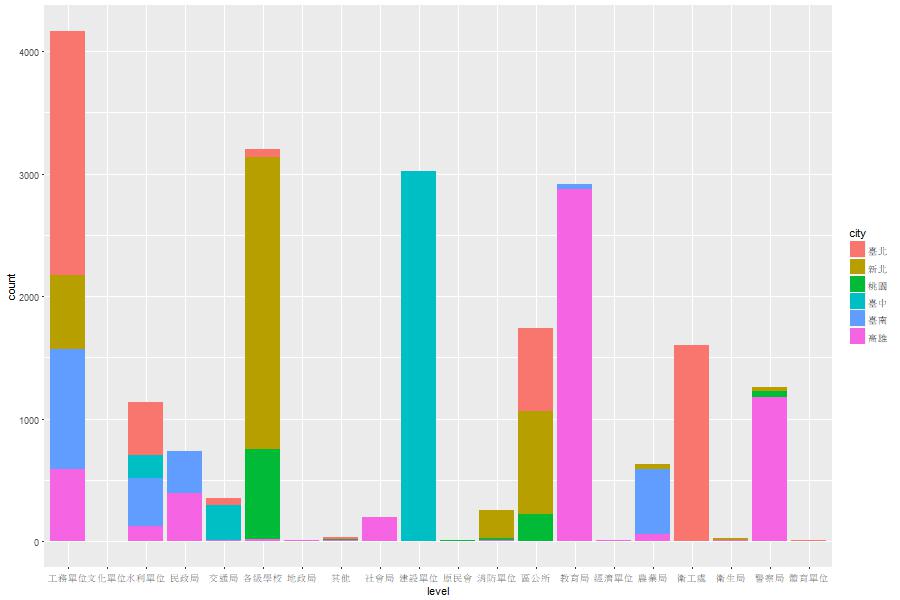 4000
3000
2000
1000
0
count
工務單位 文化單位 水利單位 民政局 交通局 各級學校 地政局 其他 社會局 建設單位 原民會 消防單位 區公所 教育局 經濟單位 農業局 衛工處 衛生局 警察局 體育單位
level
city
臺北
新北
桃園
臺中
臺南
高雄